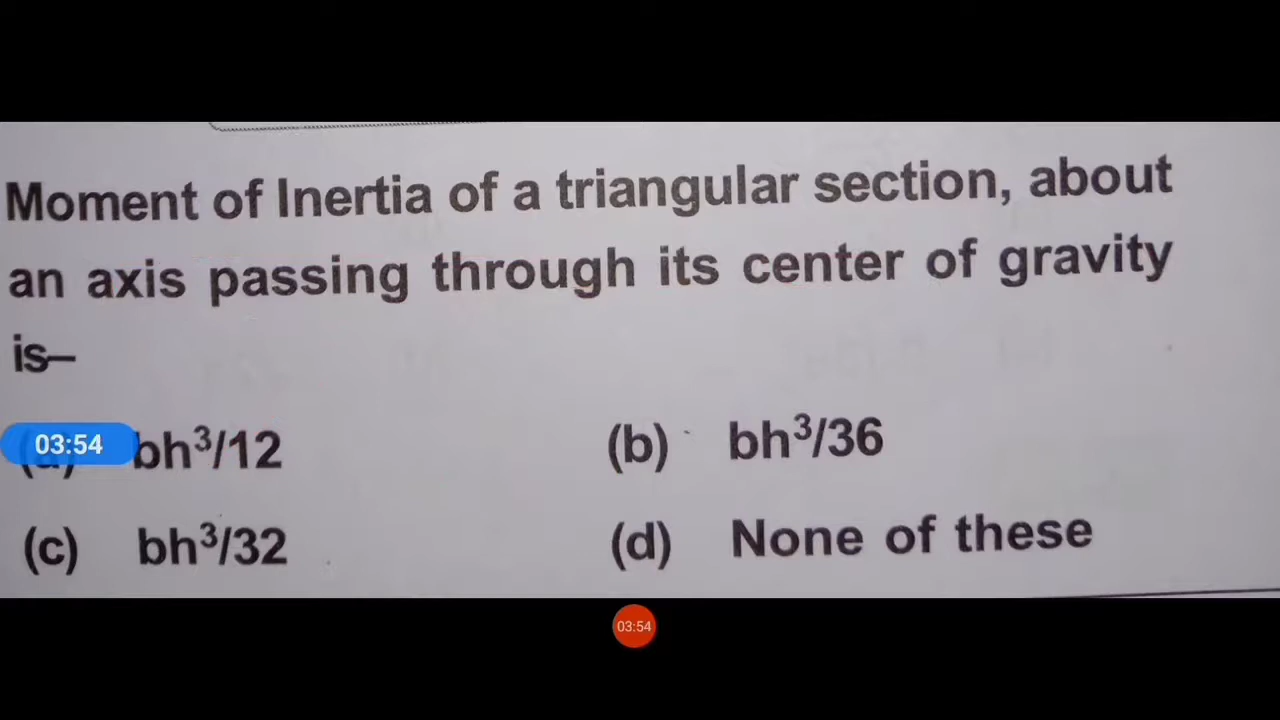 Moment of Inertia of a triangular section, about
an axis passing through its center of gravity
is–
(a) bh³/12 (b) bh³/36
03:54
(c) bh³/32 (d) None of these
03:54